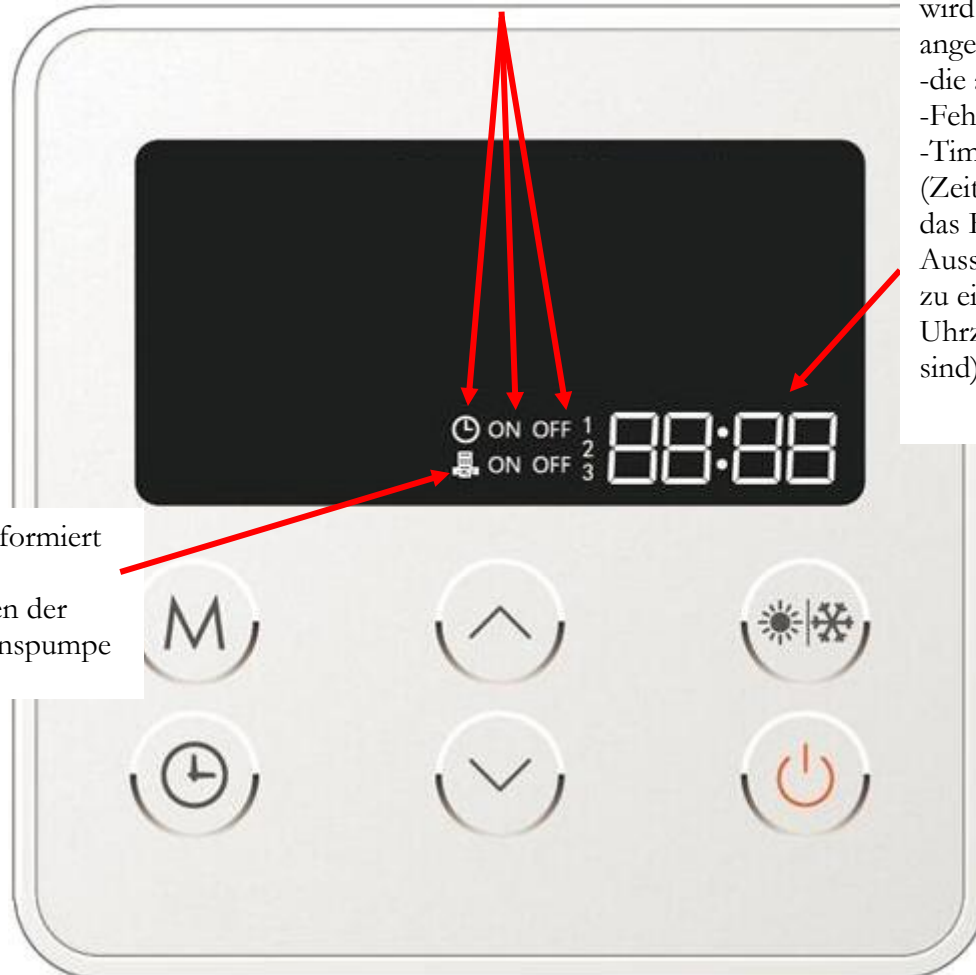 wird
ange
-die
-Feh
-Tim
(Zeit
das
Auss
zu ei
Uhrz
sind)
ON OFF 1
2
ON OFF 3
88:88
formiert
en der
nspumpe
M